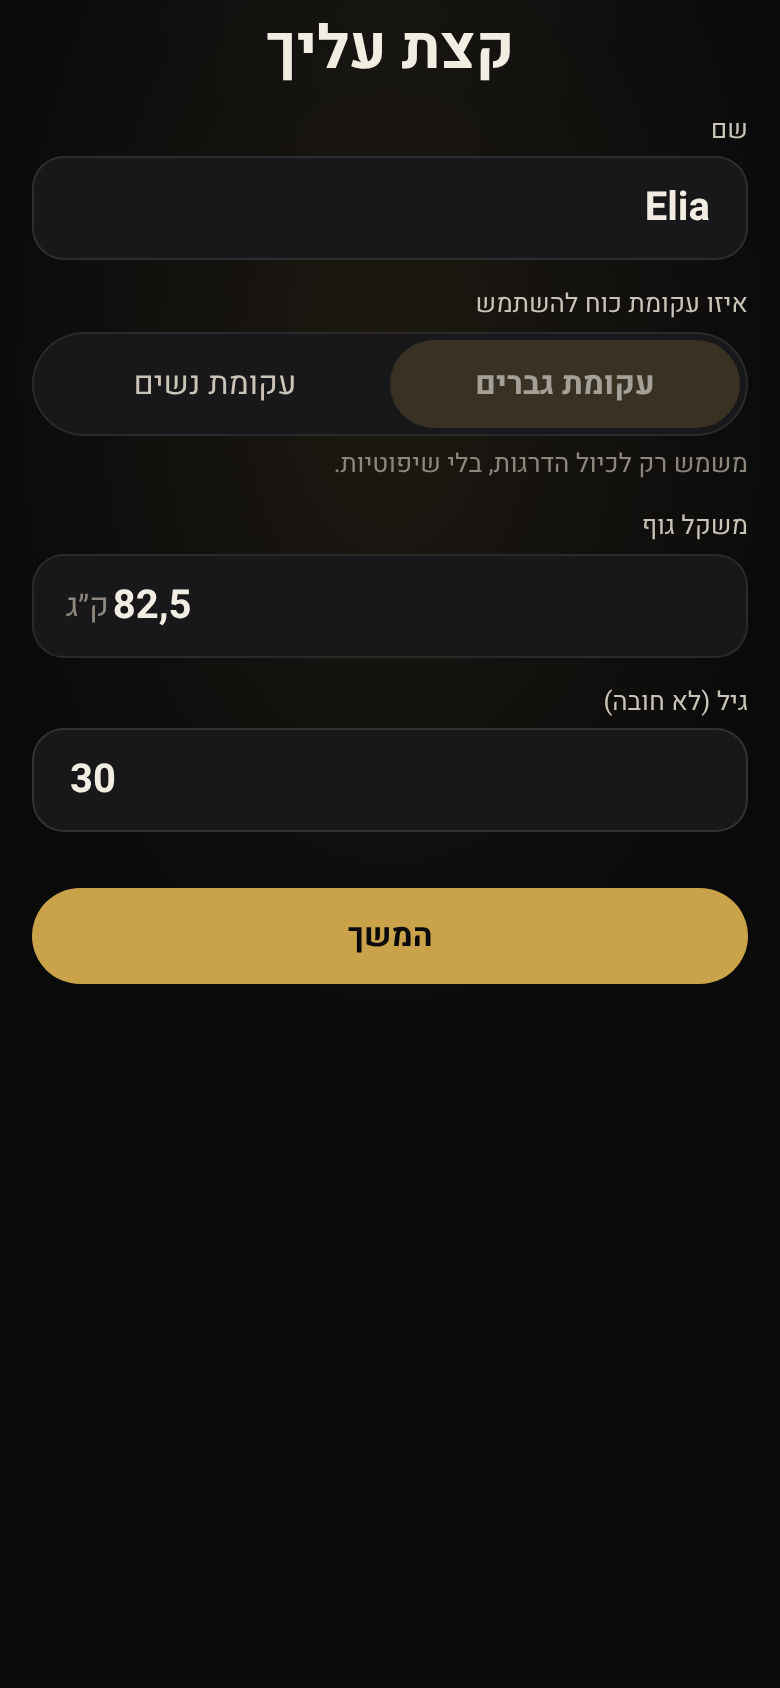 קצת עליך
שם
Elia
איזו עקומת כוח להשתמש
עקומת גברים
עקומת נשים
משמש רק לכיול הדרגות, בלי שיפוטיות.
משקל גוף
82,5 ק״ג
גיל (לא חובה)
30
המשך